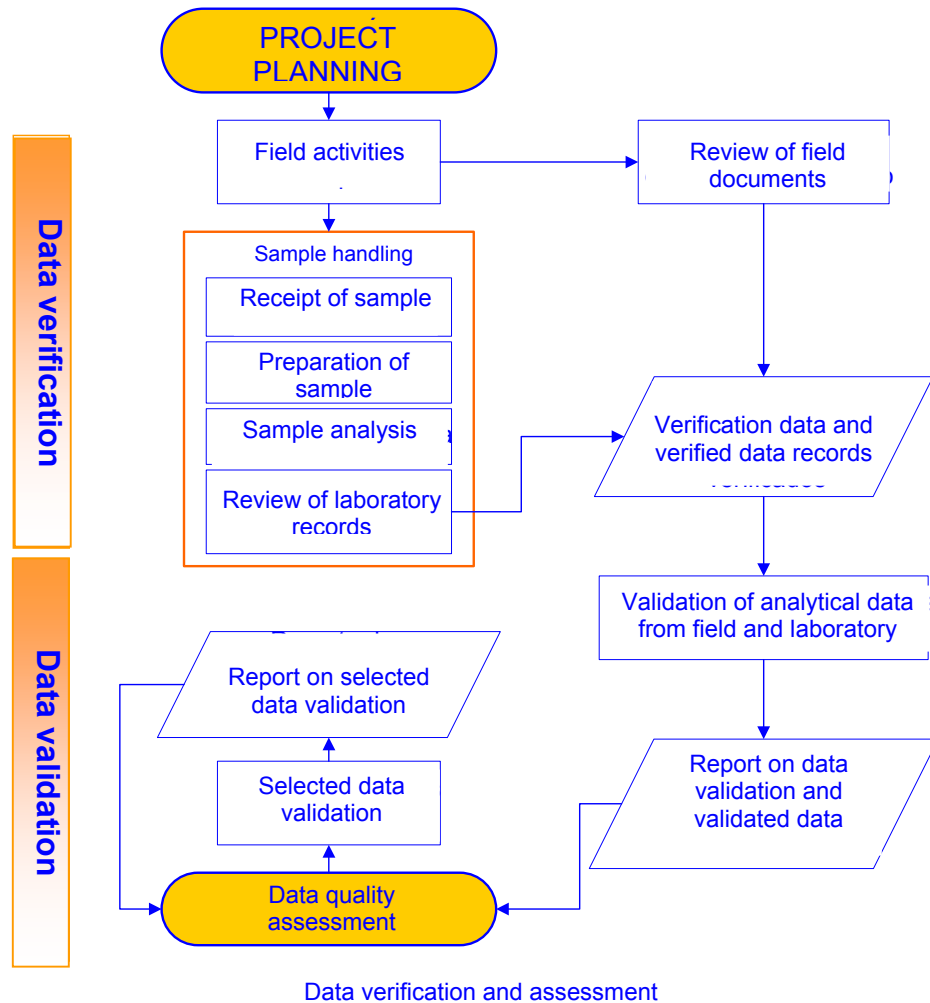 PROJECT
PLANNING
Field activities
Review of field
documents
Data verification
Sample handling
Receipt of sample
Preparation of
sample
Sample analysis
Review of laboratory
records
Verification data and
verified data records
Validation of analytical data
from field and laboratory
Data validation
Report on selected
data validation
Selected data
validation
Report on data
validation and
validated data
Data quality
assessment
Data verification and assessment